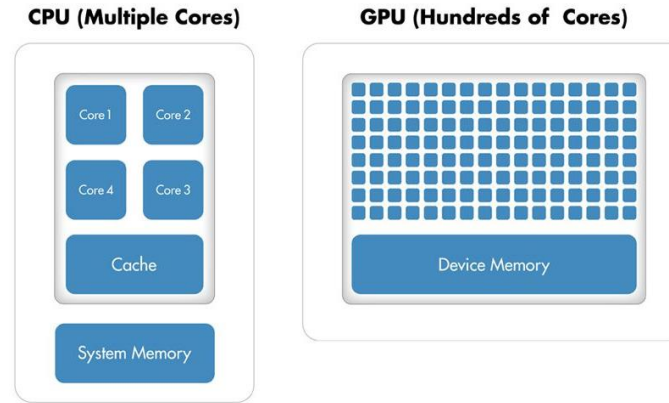 CPU (Multiple Cores)
GPU (Hundreds of Cores)
Core 1
Core 2
Core 4
Core 3
Cache
System Memory
Device Memory